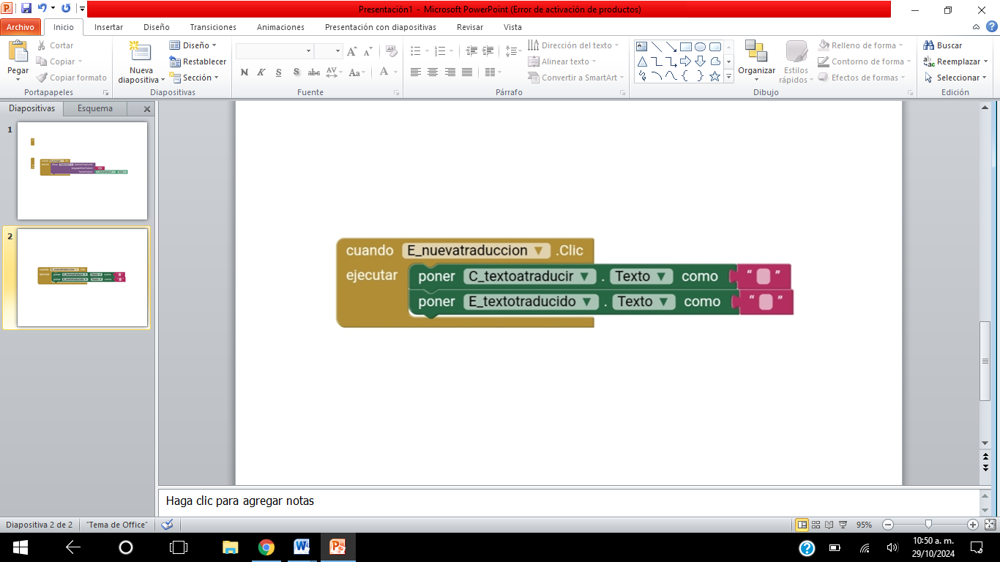 Presentación1 - Microsoft PowerPoint (Error de activación de productos)
Archivo Inicio Insertar Diseño Transiciones Animaciones Presentación con diapositivas Revisar Vista
Pegar
Cortar
Copiar
Copiar formato
Portapapeles
Nueva diapositiva
Diseño
Restablecer
Sección
Diapositivas
N K S S abc AV Aa A
Fuente
Dirección del texto
Alinear texto
Convertir a SmartArt
Párrafo
Organizar
Estilos rápidos
Relleno de forma
Contorno de forma
Efectos de formas
Dibujo
Buscar
Reemplazar
Seleccionar
Edición
Diapositivas Esquema
1
2
cuando E_nuevatraduccion .Clic
ejecutar poner C_textoatraducir . Texto como “ ”
poner E_textotraducido . Texto como “ ”
Haga clic para agregar notas
Diapositiva 2 de 2 "Tema de Office" 95%
10:50 a. m.
29/10/2024